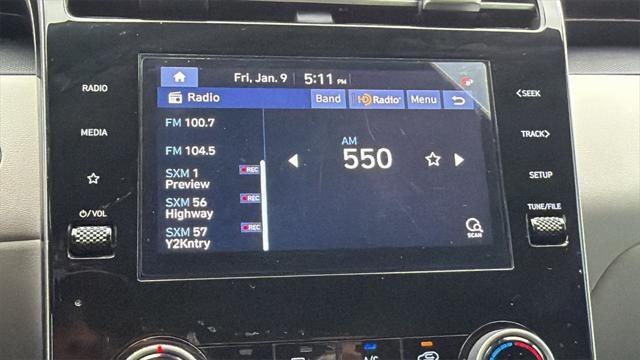 Fri, Jan. 9 5:11 PM
Radio Band HD Radio Menu
FM 100.7
FM 104.5
SXM 1 REC
Preview
SXM 56 REC
Highway
SXM 57 REC
Y2Kntry
AM
550
SCAN
RADIO
MEDIA
VOL
<SEEK
TRACK>
SETUP
TUNE/FILE